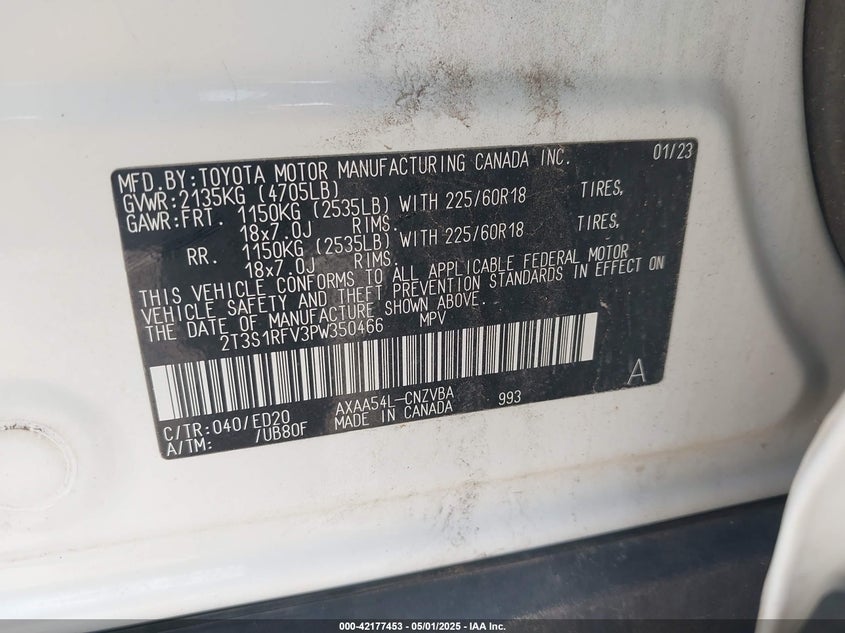 MFD.BY:TOYOTA MOTOR MANUFACTURING CANADA INC. 01/23
GVWR:2135KG (4705LB)
GAWR:FRT. 1150KG (2535LB) WITH 225/60R18 TIRES,
18x7.0J RIMS.
RR. 1150KG (2535LB) WITH 225/60R18 TIRES,
18x7.0J RIMS.
THIS VEHICLE CONFORMS TO ALL APPLICABLE FEDERAL MOTOR
VEHICLE SAFETY AND THEFT PREVENTION STANDARDS IN EFFECT ON
THE DATE OF MANUFACTURE SHOWN ABOVE.
2T3S1RFV3PW350466 MPV
C/TR:040/ED20 AXAA54L-CNZVBA 993 A
A/TM: /UB80F MADE IN CANADA
000-42177453 - 05/01/2025 - IAA Inc.